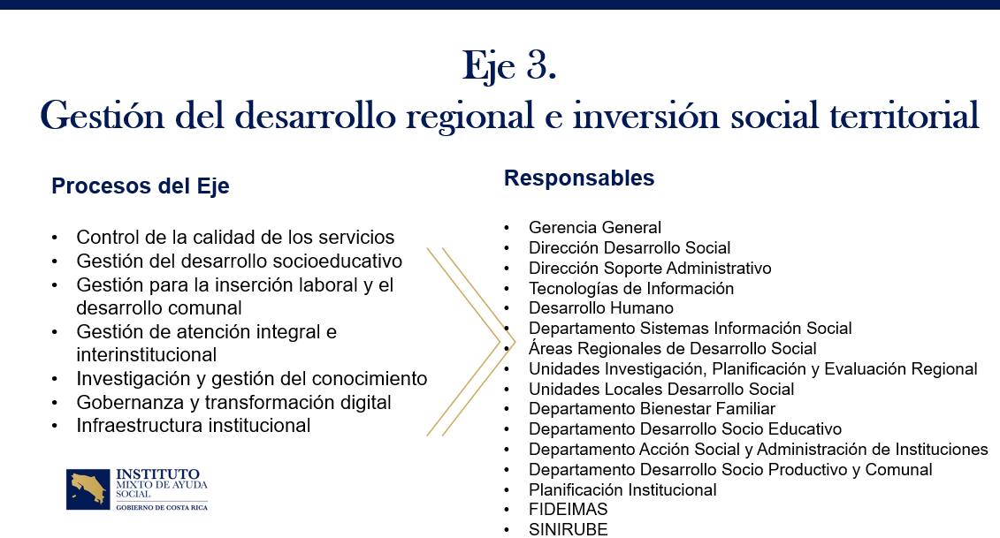 Eje 3.
Gestión del desarrollo regional e inversión social territorial
Procesos del Eje
• Control de la calidad de los servicios
• Gestión del desarrollo socioeducativo
• Gestión para la inserción laboral y el
desarrollo comunal
• Gestión de atención integral e
interinstitucional
• Investigación y gestión del conocimiento
• Gobernanza y transformación digital
• Infraestructura institucional
Responsables
• Gerencia General
• Dirección Desarrollo Social
• Dirección Soporte Administrativo
• Tecnologías de Información
• Desarrollo Humano
• Departamento Sistemas Información Social
• Áreas Regionales de Desarrollo Social
• Unidades Investigación, Planificación y Evaluación Regional
• Unidades Locales Desarrollo Social
• Departamento Bienestar Familiar
• Departamento Desarrollo Socio Educativo
• Departamento Acción Social y Administración de Instituciones
• Departamento Desarrollo Socio Productivo y Comunal
• Planificación Institucional
• FIDEIMAS
• SINIRUBE
INSTITUTO
MIXTO DE AYUDA
SOCIAL
GOBIERNO DE COSTA RICA